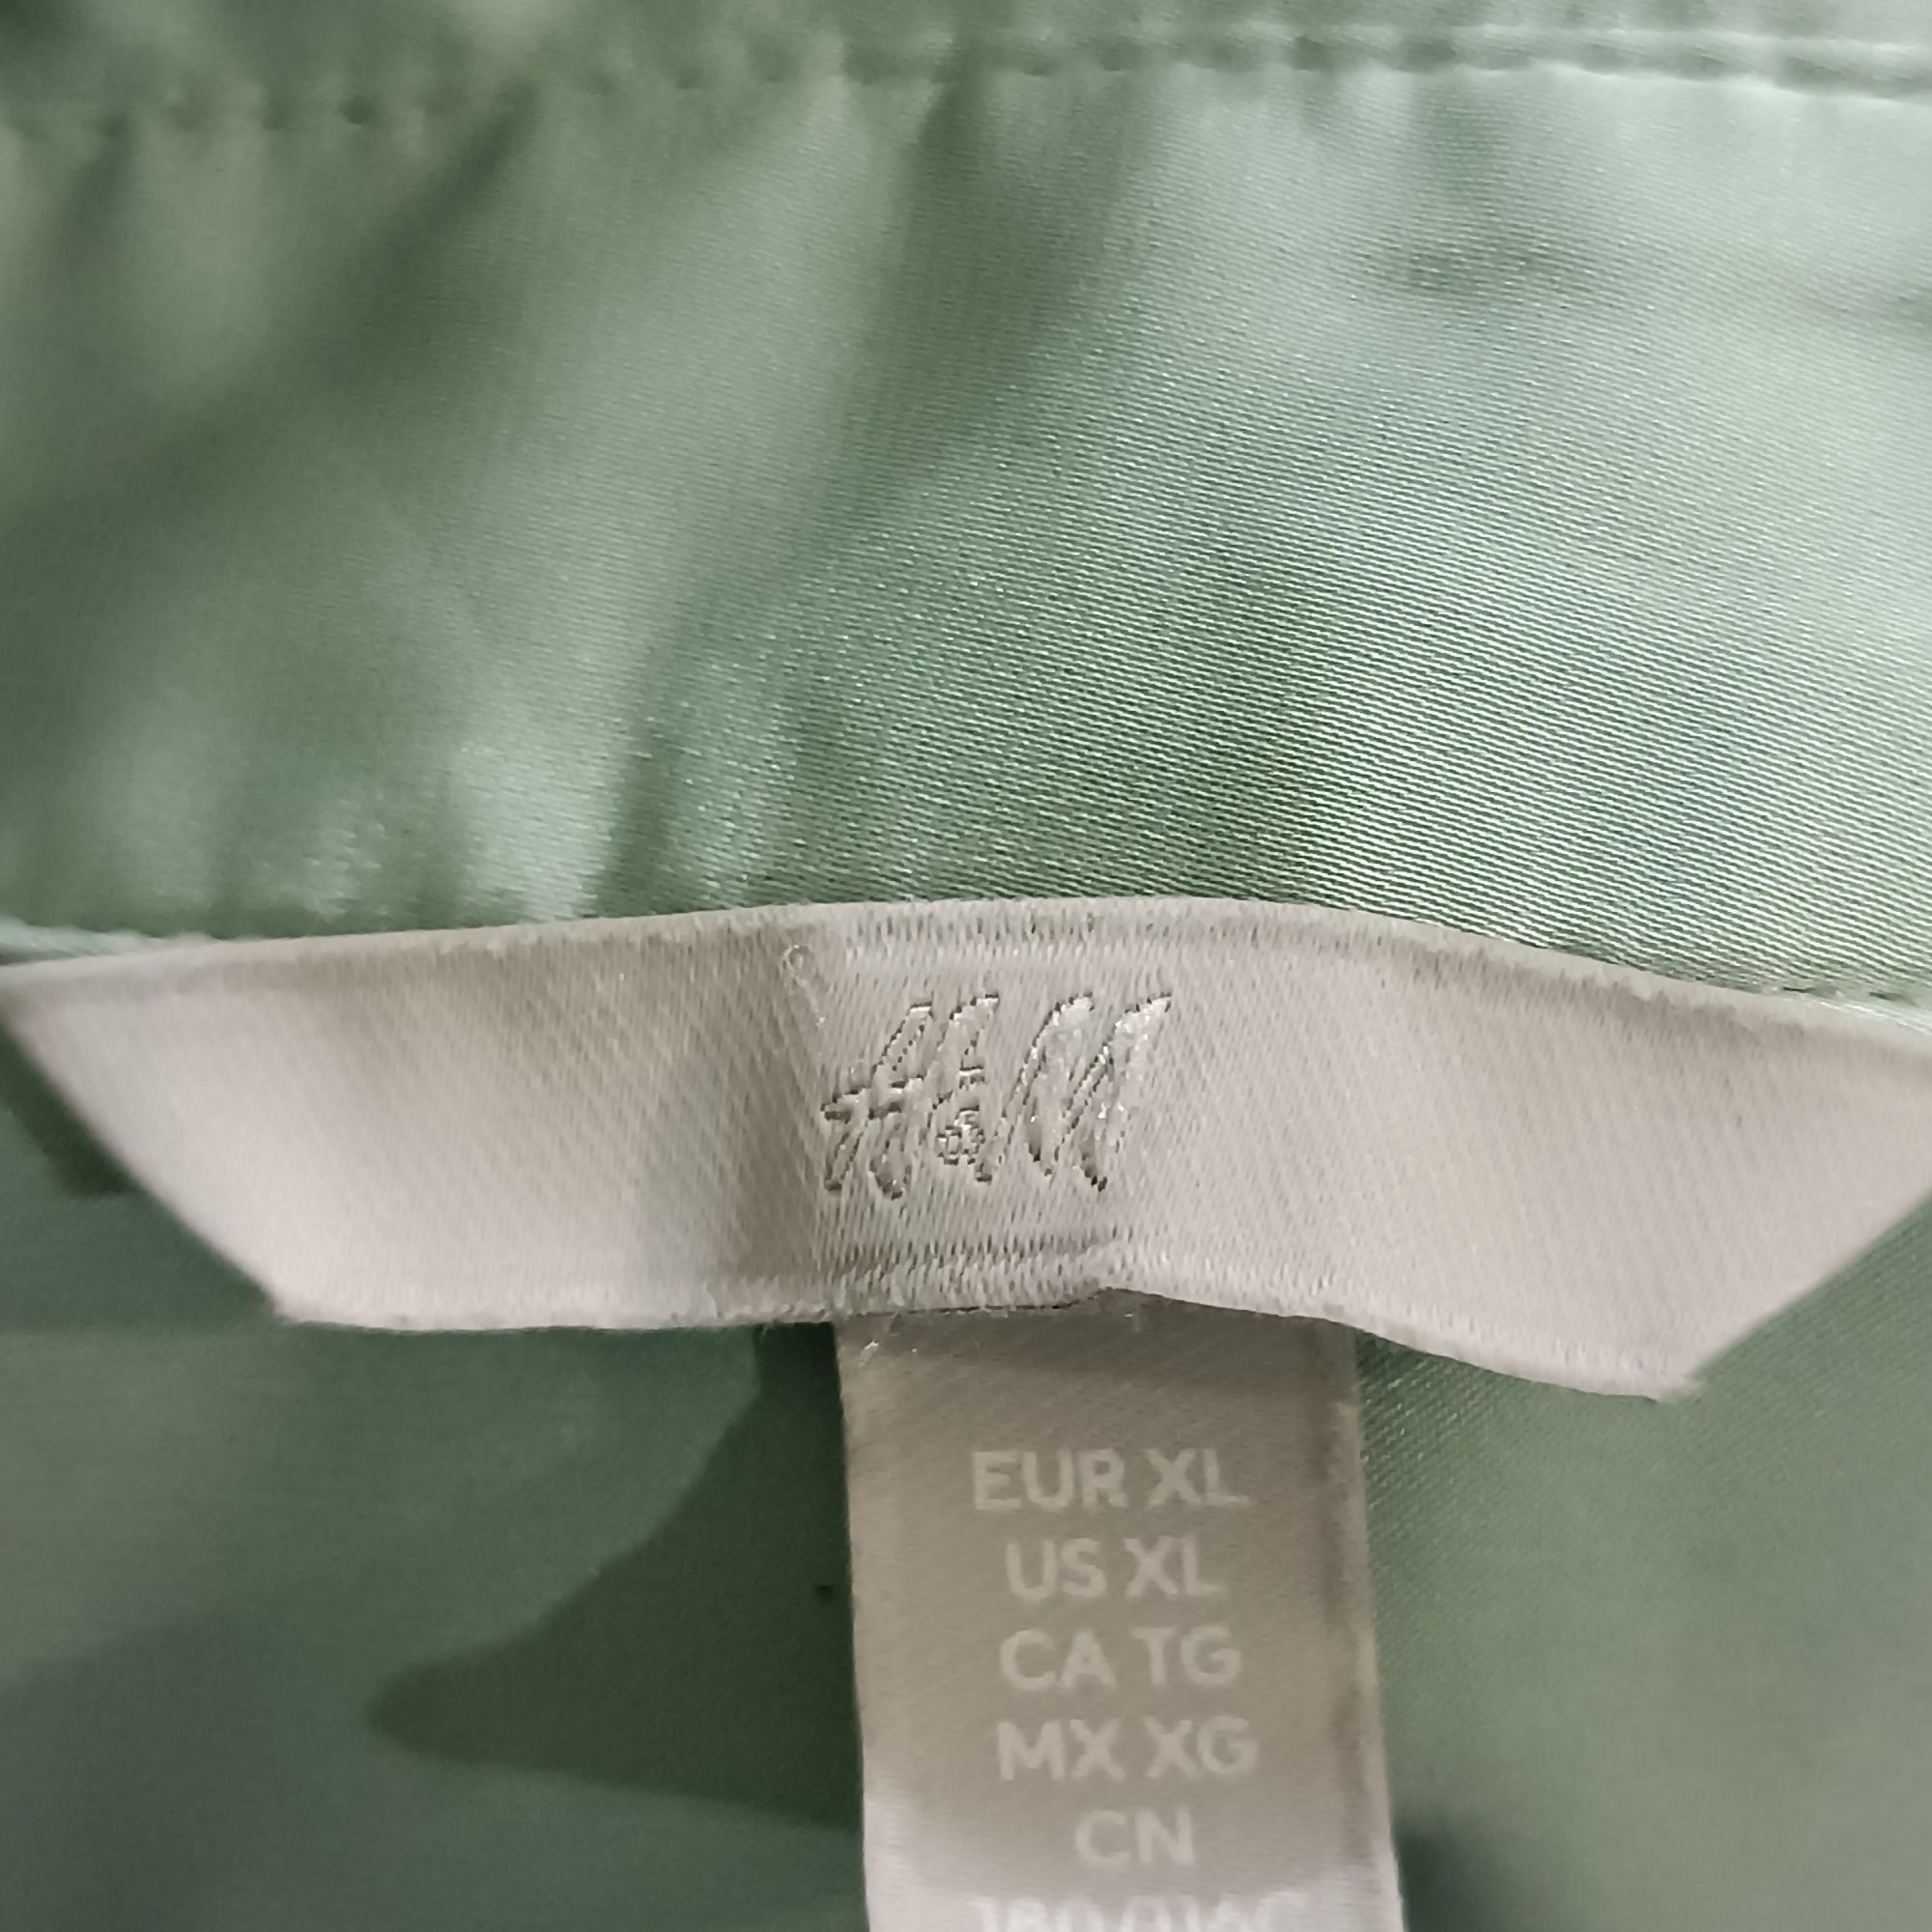 H&M
EUR XL
US XL
CA TG
MX XG
CN